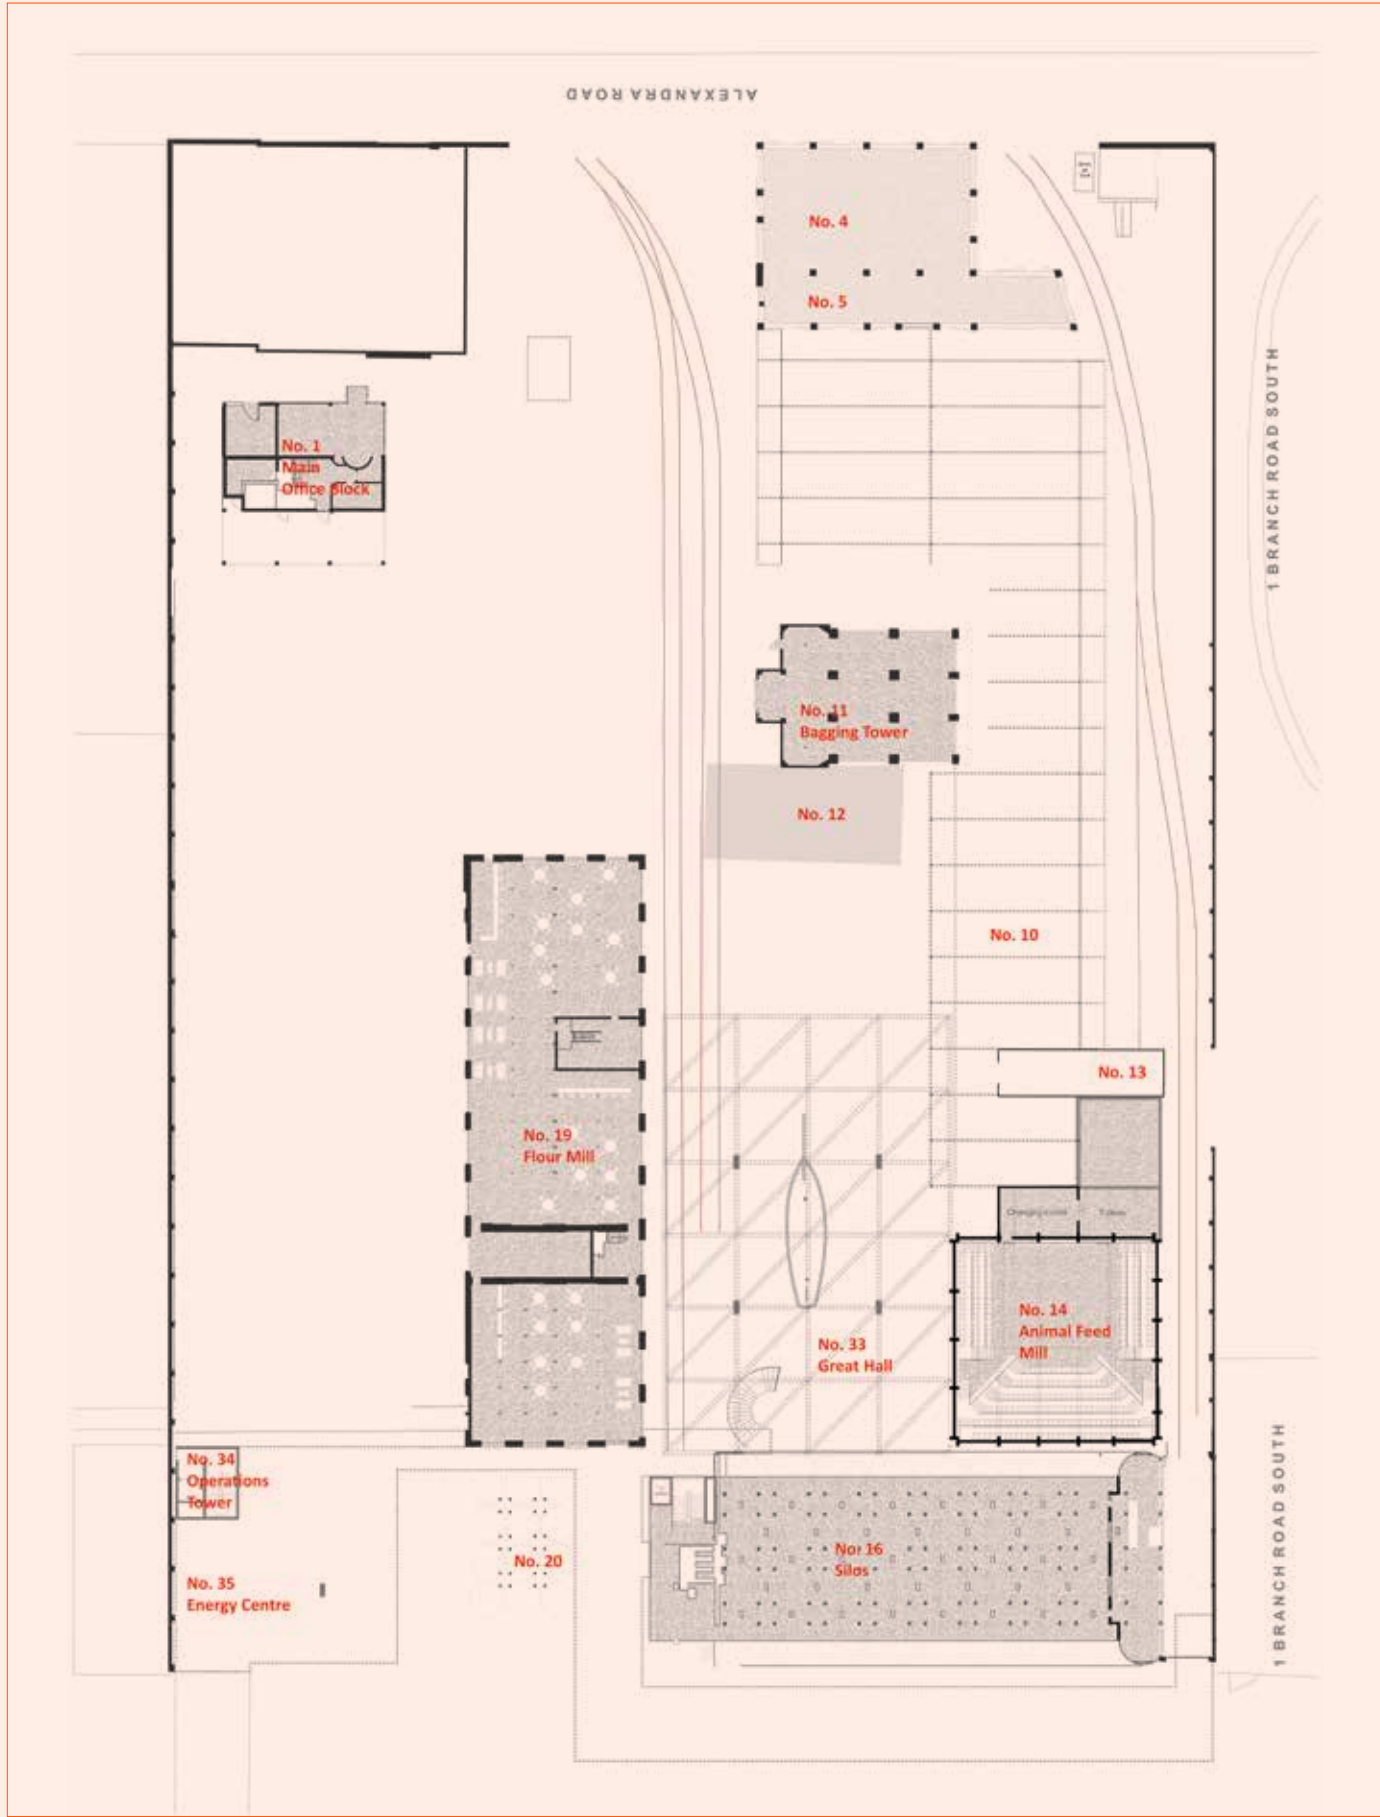 ALEXANDRA ROAD
No. 4
No. 5
1 BRANCH ROAD SOUTH
No. 1
Main
Office Block
No. 11
Bagging Tower
No. 12
No. 10
No. 13
No. 19
Flour Mill
No. 14
Animal Feed
Mill
No. 33
Great Hall
No. 34
Operations
Tower
No. 20
No. 16
Silos
No. 35
Energy Centre
1 BRANCH ROAD SOUTH